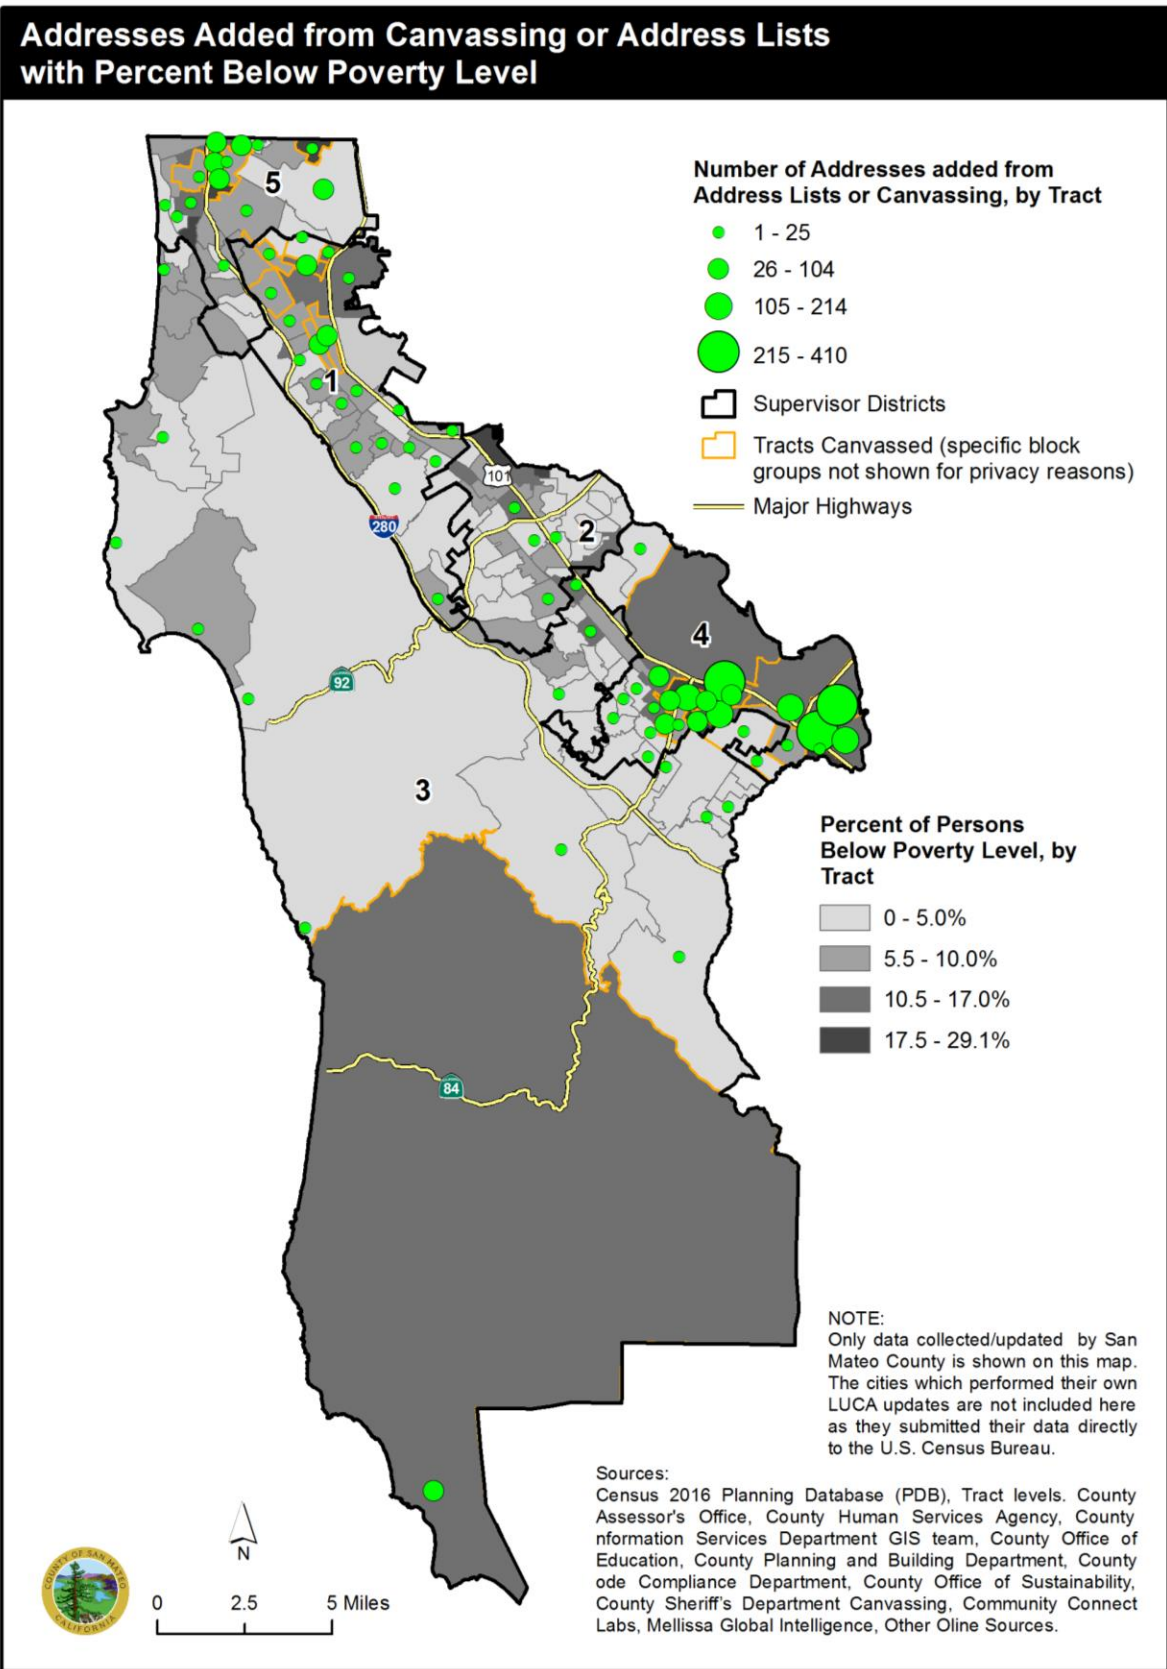 Addresses Added from Canvassing or Address Lists
with Percent Below Poverty Level
Number of Addresses added from
Address Lists or Canvassing, by Tract
1 - 25
26 - 104
105 - 214
215 - 410
Supervisor Districts
Tracts Canvassed (specific block
groups not shown for privacy reasons)
Major Highways
5
1
101
280
2
4
92
3
84
Percent of Persons
Below Poverty Level, by
Tract
0 - 5.0%
5.5 - 10.0%
10.5 - 17.0%
17.5 - 29.1%
NOTE:
Only data collected/updated by San
Mateo County is shown on this map.
The cities which performed their own
LUCA updates are not included here
as they submitted their data directly
to the U.S. Census Bureau.
Sources:
Census 2016 Planning Database (PDB), Tract levels. County
Assessor's Office, County Human Services Agency, County
nformation Services Department GIS team, County Office of
Education, County Planning and Building Department, County
ode Compliance Department, County Office of Sustainability,
County Sheriff's Department Canvassing, Community Connect
Labs, Mellissa Global Intelligence, Other Oline Sources.
N
COUNTY OF SAN MATEO
CALIFORNIA
0 2.5 5 Miles